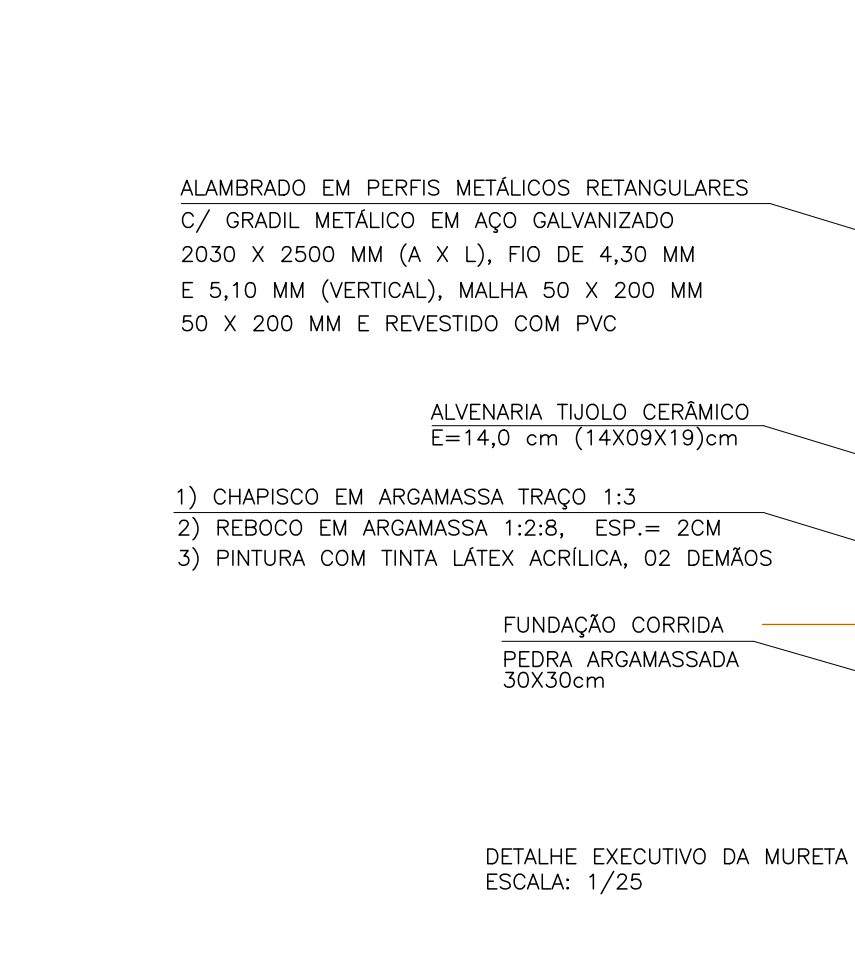 ALAMBRADO EM PERFIS METÁLICOS RETANGULARES
C/ GRADIL METÁLICO EM AÇO GALVANIZADO
2030 X 2500 MM (A X L), FIO DE 4,30 MM
E 5,10 MM (VERTICAL), MALHA 50 X 200 MM
50 X 200 MM E REVESTIDO COM PVC
ALVENARIA TIJOLO CERÂMICO
E=14,0 cm (14X09X19)cm
1) CHAPISCO EM ARGAMASSA TRAÇO 1:3
2) REBOCO EM ARGAMASSA 1:2:8, ESP.= 2CM
3) PINTURA COM TINTA LÁTEX ACRÍLICA, 02 DEMÃOS
FUNDAÇÃO CORRIDA
PEDRA ARGAMASSADA
30X30cm
DETALHE EXECUTIVO DA MURETA
ESCALA: 1/25